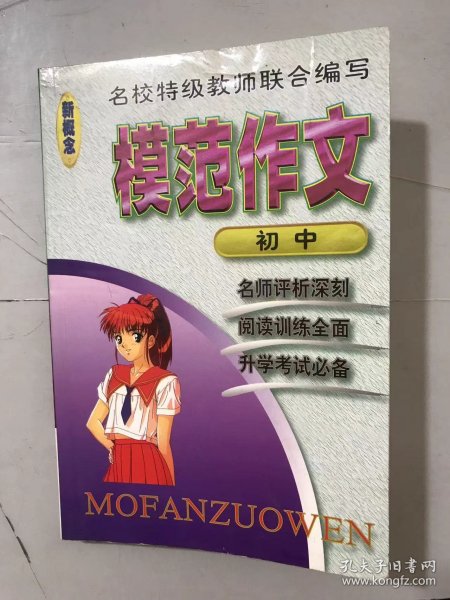 名校特级教师联合编写
新概念
模范作文
初中
名师评析深刻
阅读训练全面
升学考试必备
MOFANZUOWEN
孔夫子旧书网
www.kongfz.com